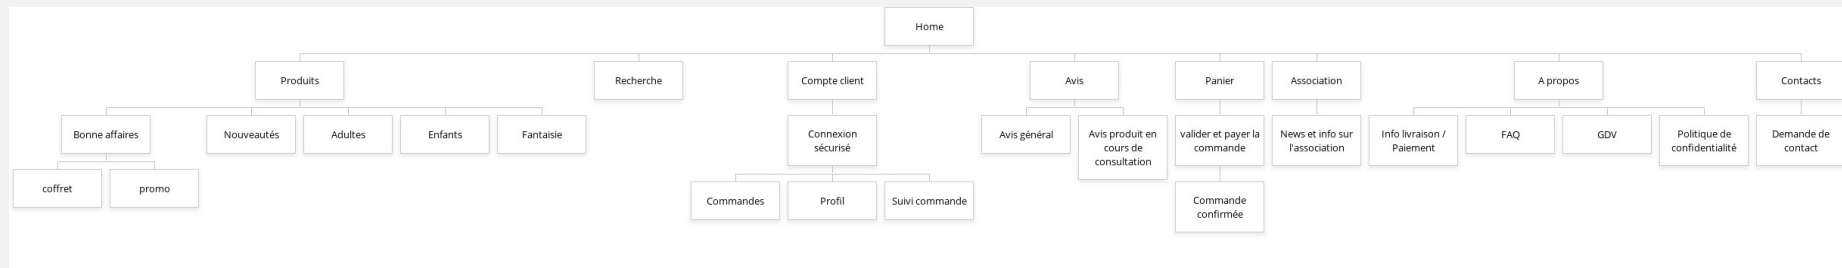 Home
Produits
Recherche
Compte client
Avis
Panier
Association
A propos
Contacts
Bonne affaires
Nouveautés
Adultes
Enfants
Fantaisie
Connexion
sécurisé
Avis général
Avis produit en
cours de
consultation
valider et payer la
commande
News et info sur
l'association
Info livraison /
Paiement
FAQ
GDV
Politique de
confidentialité
Demande de
contact
coffret
promo
Commandes
Profil
Suivi commande
Commande
confirmée